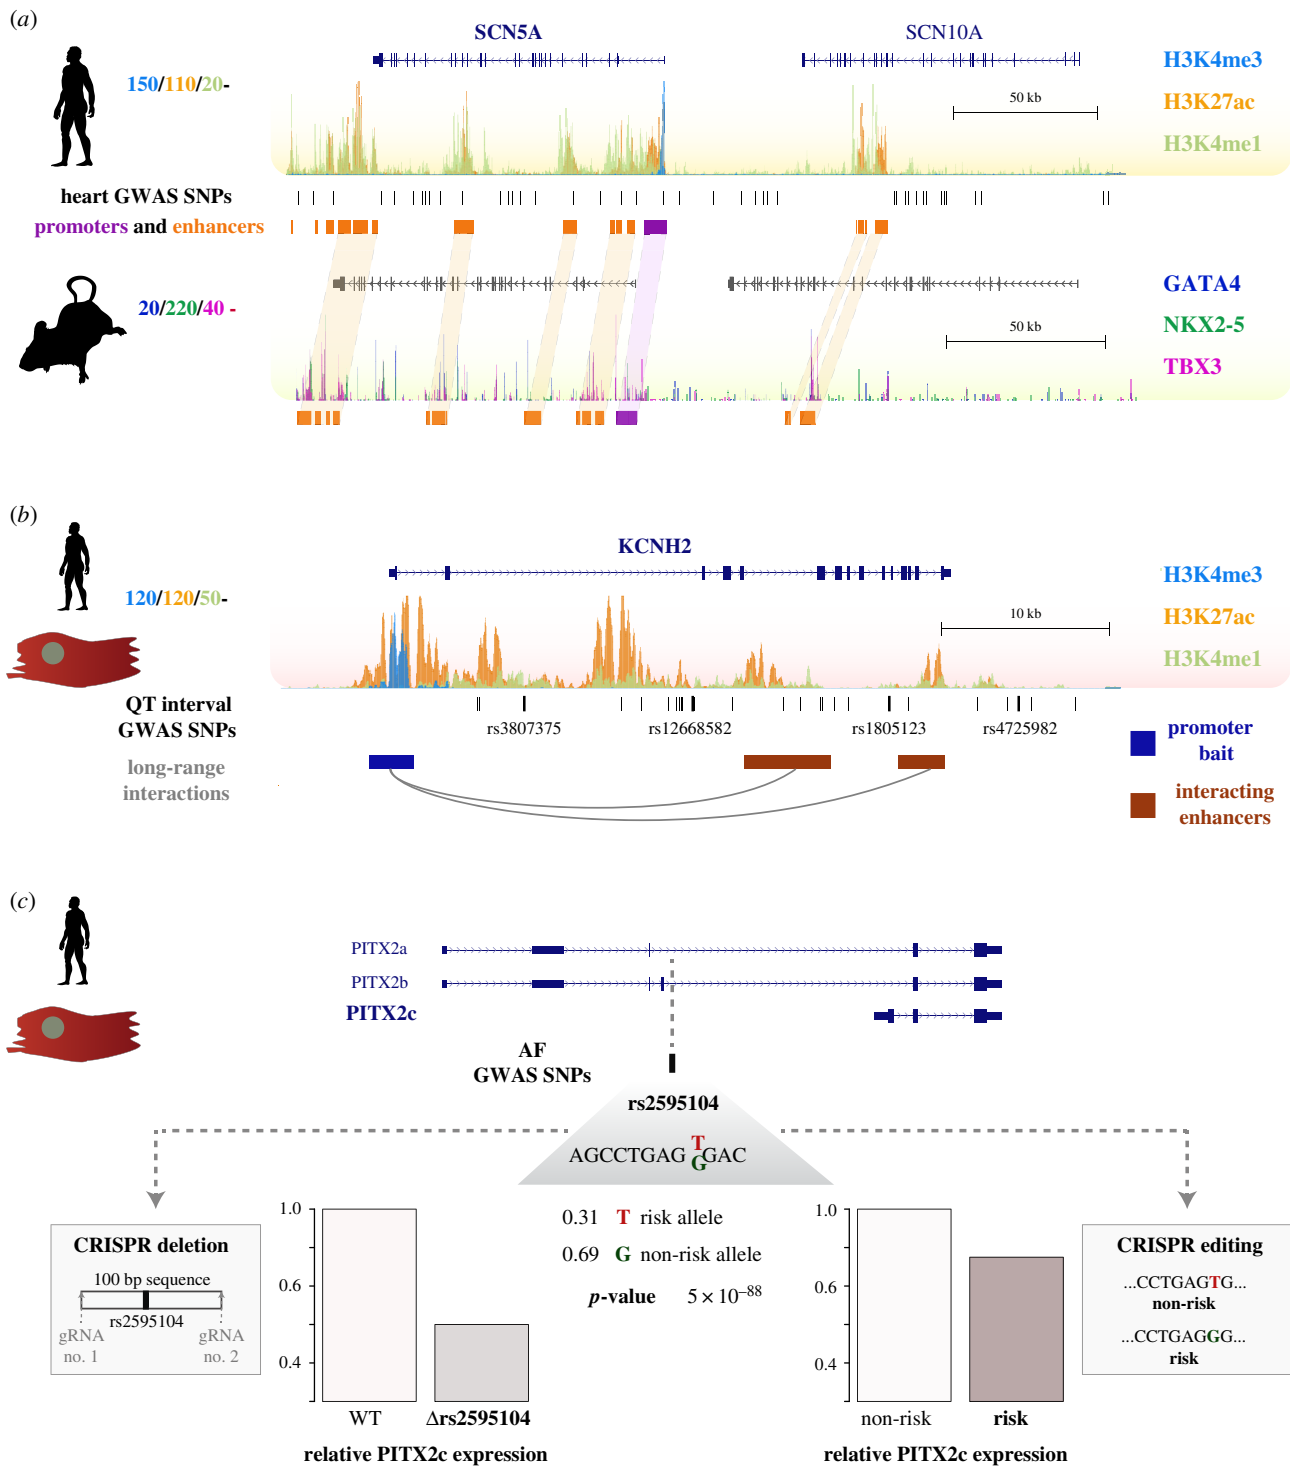 (a)
SCN5A
SCN10A
150/110/20-
H3K4me3
H3K27ac
H3K4me1
50 kb
heart GWAS SNPs
promoters and enhancers
20/220/40 -
GATA4
NKX2-5
TBX3
50 kb
(b)
KCNH2
120/120/50-
H3K4me3
H3K27ac
H3K4me1
10 kb
QT interval
GWAS SNPs
rs3807375
rs12668582
rs1805123
rs4725982
long-range
interactions
promoter
bait
interacting
enhancers
(c)
PITX2a
PITX2b
PITX2c
AF
GWAS SNPs
rs2595104
AGCCTGAG T/G GAC
0.31 T risk allele
0.69 G non-risk allele
p-value 5 × 10–88
CRISPR deletion
100 bp sequence
rs2595104
gRNA
no. 1
gRNA
no. 2
1.0
0.6
0.4
WT
Δrs2595104
relative PITX2c expression
1.0
0.6
0.4
non-risk
risk
relative PITX2c expression
CRISPR editing
...CCTGAGTG...
non-risk
...CCTGAGGG...
risk